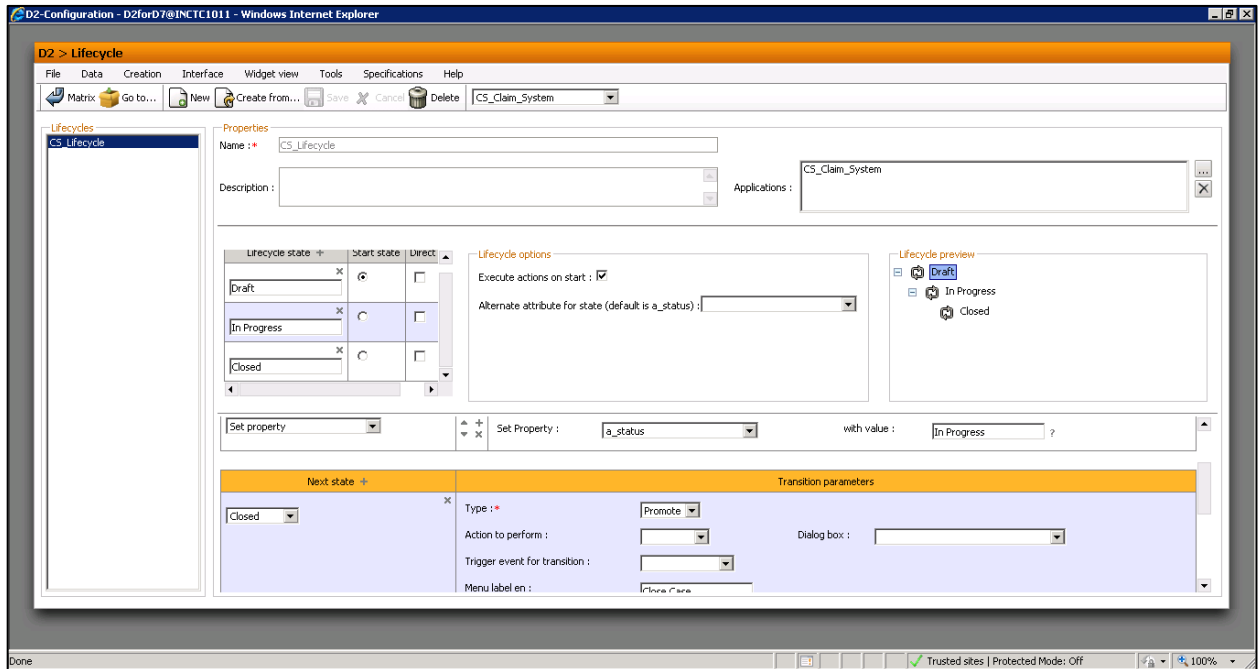 D2-Configuration - D2forD7@INCTC1011 - Windows Internet Explorer
D2 > Lifecycle
File Data Creation Interface Widget view Tools Specifications Help
Matrix Go to... New Create from... Save Cancel Delete CS_Claim_System
Lifecycles
CS_Lifecycle
Properties
Name :* CS_Lifecycle
Description :
Applications : CS_Claim_System ...
Lifecycle state + Start state Direct
Draft
In Progress
Closed
Lifecycle options
Execute actions on start :
Alternate attribute for state (default is a_status) :
Lifecycle preview
Draft
In Progress
Closed
Set property Set Property : a_status with value : In Progress ?
Next state + Transition parameters
Closed Type :* Promote
Action to perform : Dialog box :
Trigger event for transition :
Menu label en : Close Case
Done Trusted sites | Protected Mode: Off 100%